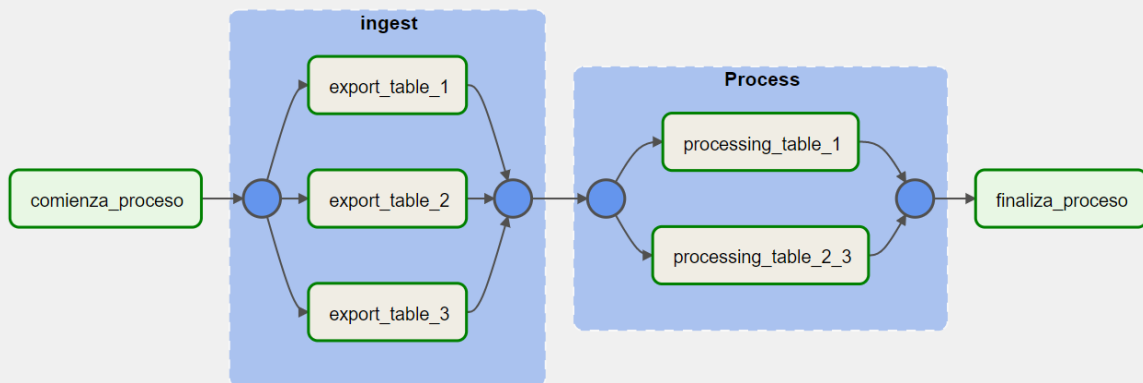 ingest
export_table_1
Process
processing_table_1
comienza_proceso
export_table_2
finaliza_proceso
processing_table_2_3
export_table_3